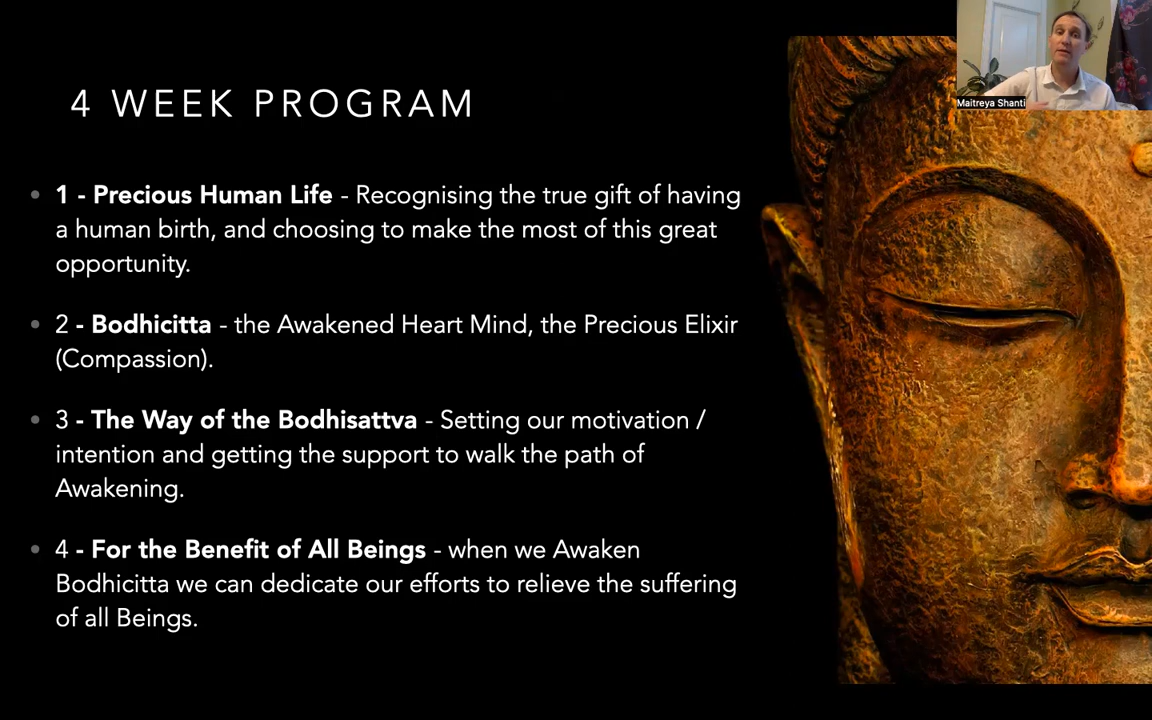 4 WEEK PROGRAM
Maitreya Shanti
• 1 - Precious Human Life - Recognising the true gift of having
a human birth, and choosing to make the most of this great
opportunity.
• 2 - Bodhicitta - the Awakened Heart Mind, the Precious Elixir
(Compassion).
• 3 - The Way of the Bodhisattva - Setting our motivation /
intention and getting the support to walk the path of
Awakening.
• 4 - For the Benefit of All Beings - when we Awaken
Bodhicitta we can dedicate our efforts to relieve the suffering
of all Beings.